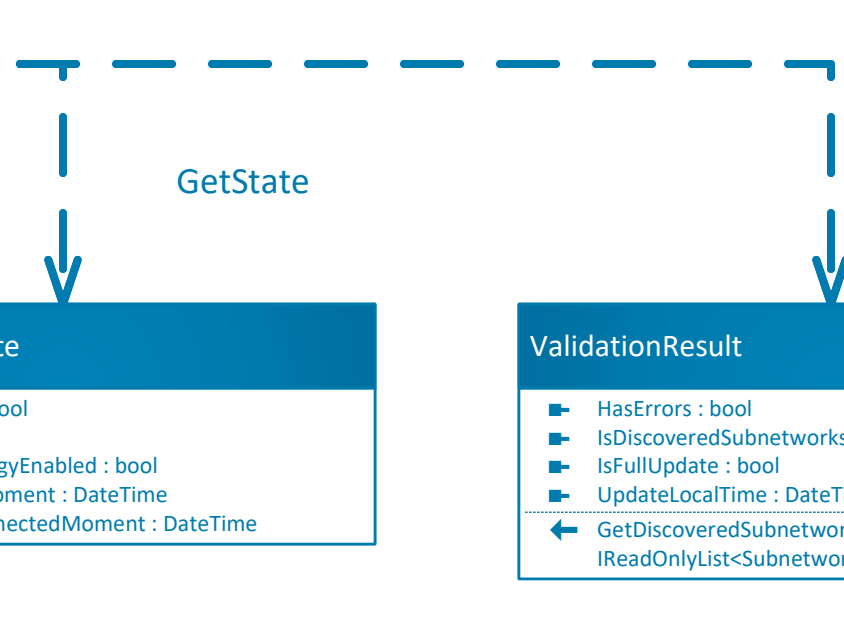 GetState
te
ool
gyEnabled : bool
oment : DateTime
nectedMoment : DateTime
ValidationResult
HasErrors : bool
IsDiscoveredSubnetworks
IsFullUpdate : bool
UpdateLocalTime : DateTi
GetDiscoveredSubnetwor
IReadOnlyList<Subnetwor